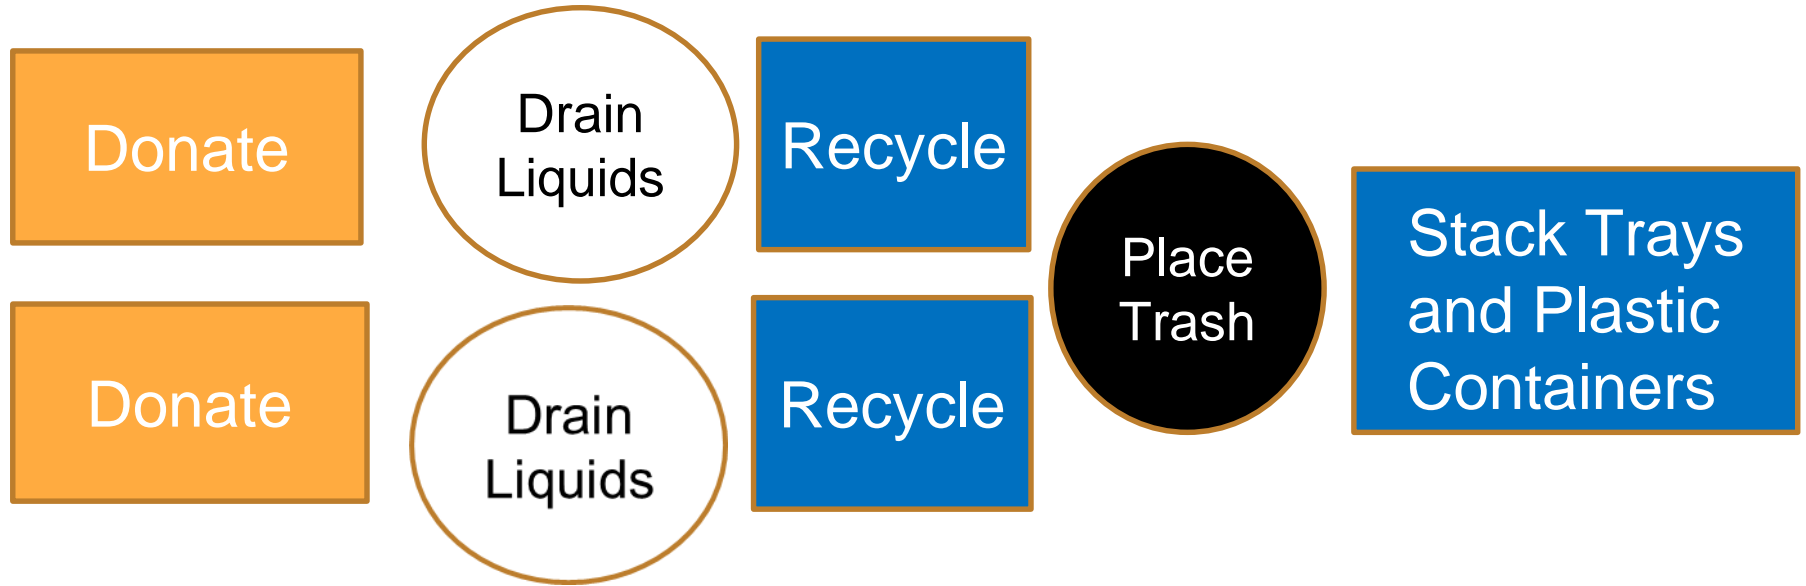 Donate
Drain
Liquids
Recycle
Donate
Drain
Liquids
Recycle
Place
Trash
Stack Trays
and Plastic
Containers